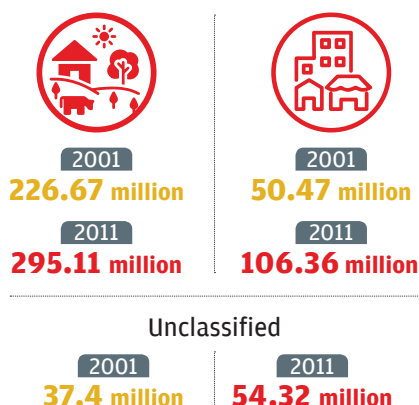 2001
226.67 million
2011
295.11 million
2001
50.47 million
2011
106.36 million
Unclassified
2001
37.4 million
2011
54.32 million